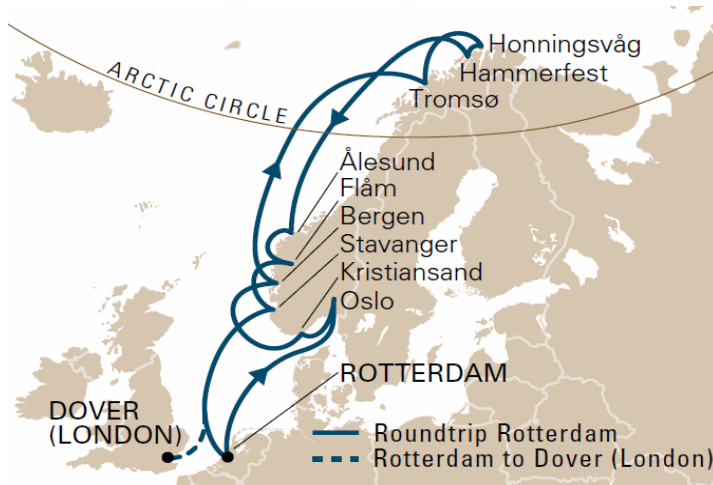 Honningsvåg
Hammerfest
Tromsø
ARCTIC CIRCLE
Ålesund
Flåm
Bergen
Stavanger
Kristiansand
Oslo
ROTTERDAM
DOVER
(LONDON)
Roundtrip Rotterdam
Rotterdam to Dover (London)